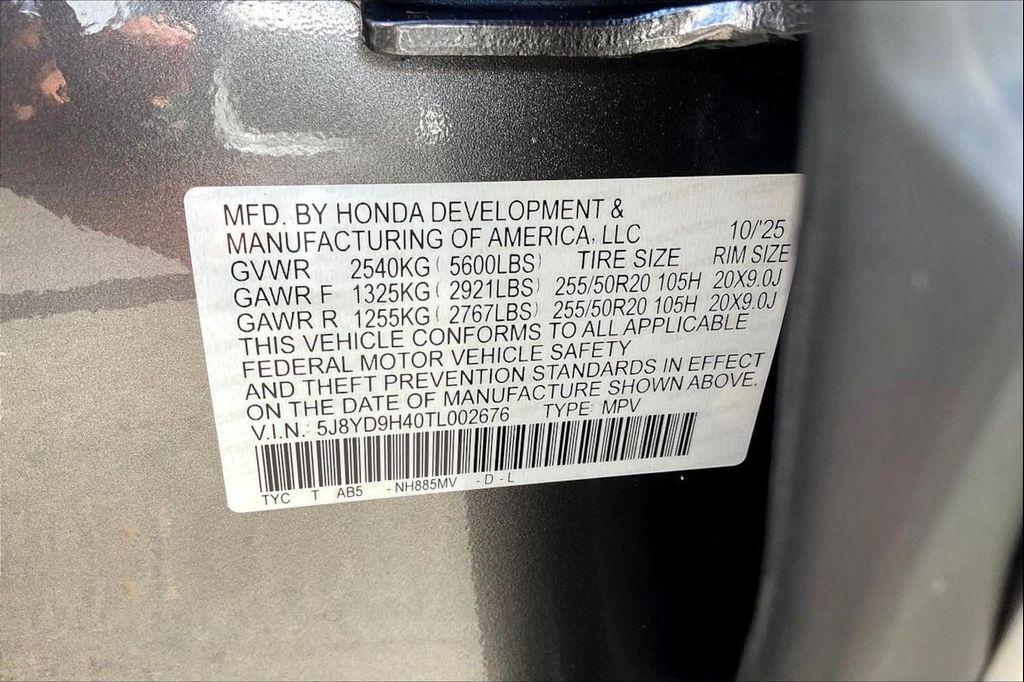 MFD. BY HONDA DEVELOPMENT &
MANUFACTURING OF AMERICA, LLC 10/'25
GVWR 2540KG ( 5600LBS) TIRE SIZE RIM SIZE
GAWR F 1325KG ( 2921LBS) 255/50R20 105H 20X9.0J
GAWR R 1255KG ( 2767LBS) 255/50R20 105H 20X9.0J
THIS VEHICLE CONFORMS TO ALL APPLICABLE
FEDERAL MOTOR VEHICLE SAFETY
AND THEFT PREVENTION STANDARDS IN EFFECT
ON THE DATE OF MANUFACTURE SHOWN ABOVE.
V.I.N.: 5J8YD9H40TL002676 TYPE: MPV
TYC T AB5 - NH885MV - D - L